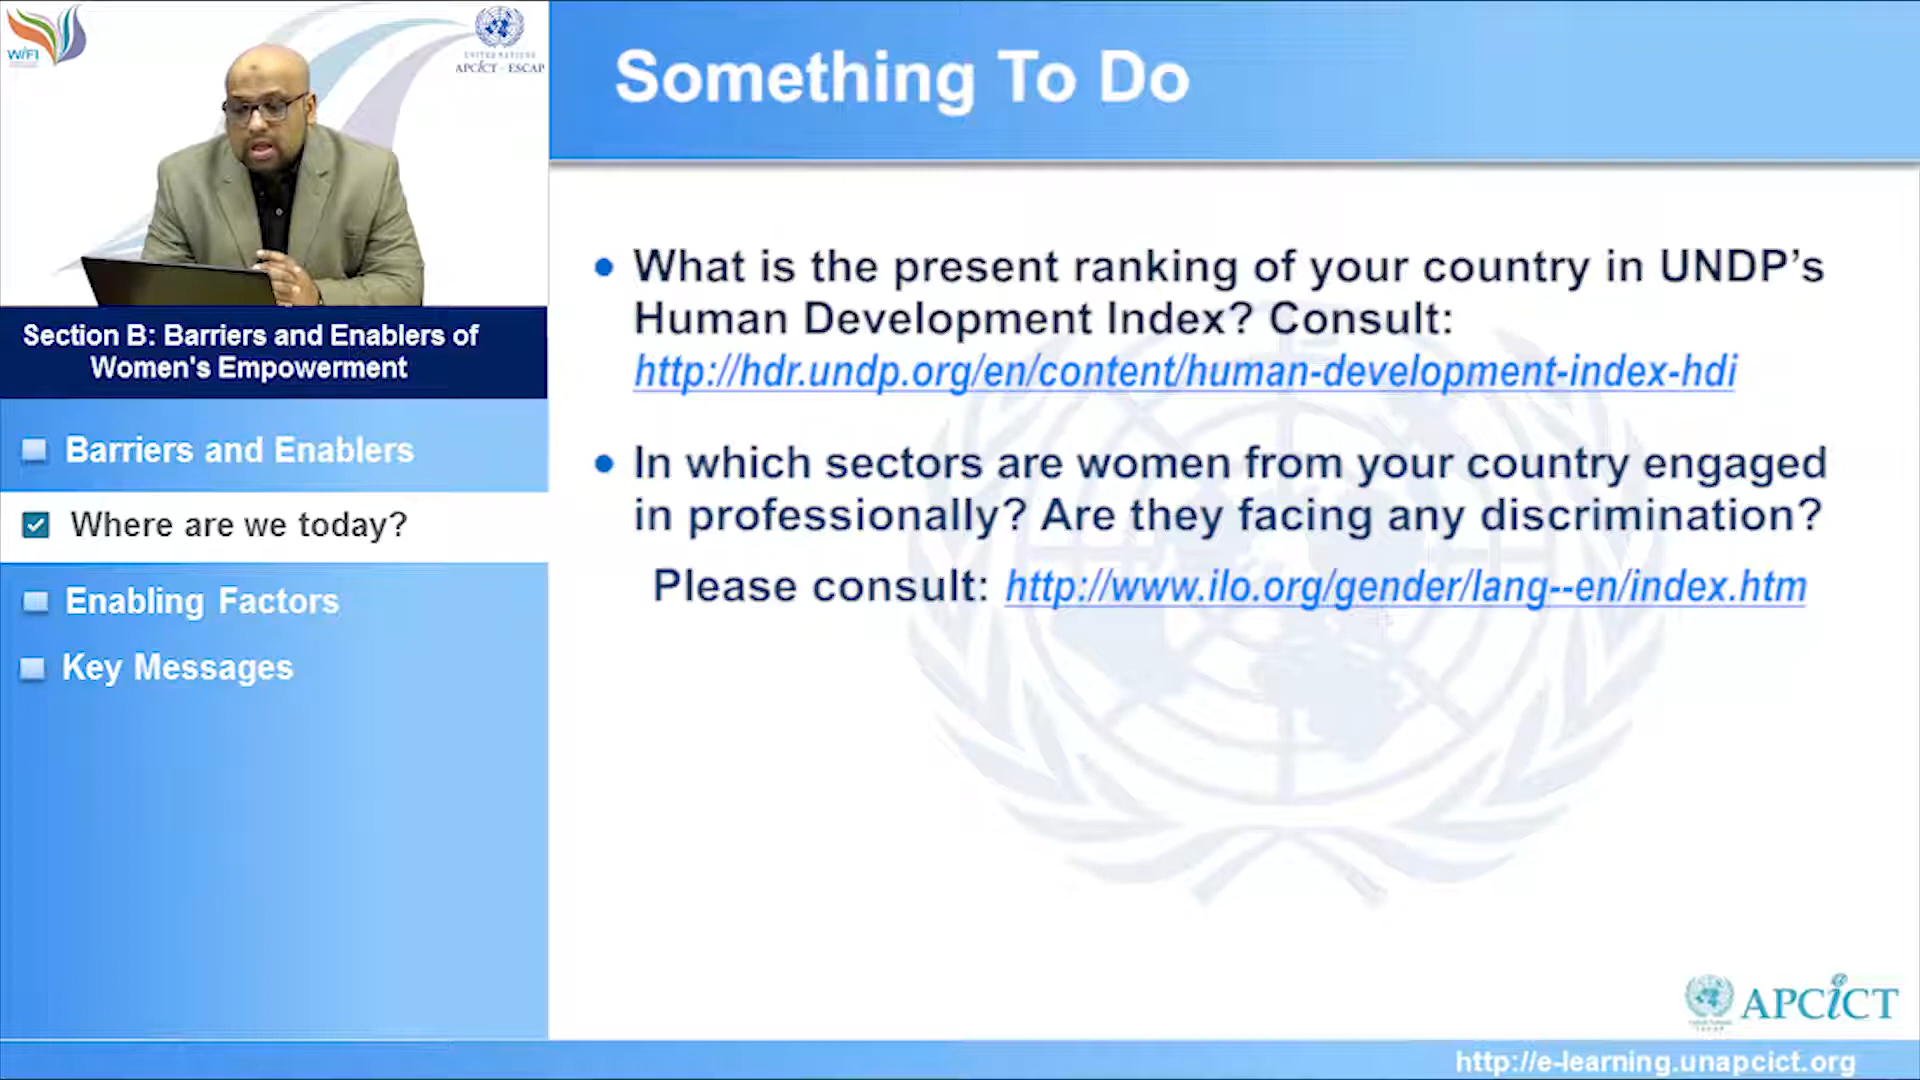 WIFI
UNITED NATIONS
APCICT - ESCAP
Section B: Barriers and Enablers of
Women's Empowerment
Barriers and Enablers
Where are we today?
Enabling Factors
Key Messages
Something To Do
• What is the present ranking of your country in UNDP’s
Human Development Index? Consult:
http://hdr.undp.org/en/content/human-development-index-hdi
• In which sectors are women from your country engaged
in professionally? Are they facing any discrimination?
Please consult: http://www.ilo.org/gender/lang--en/index.htm
APCICT
http://e-learning.unapcict.org